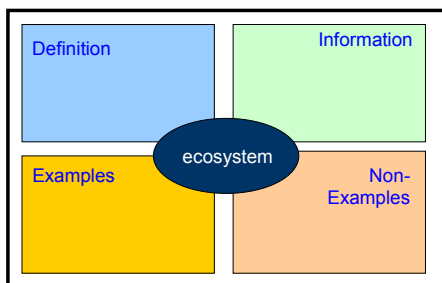 Definition
Information
ecosystem
Examples
Non-
Examples